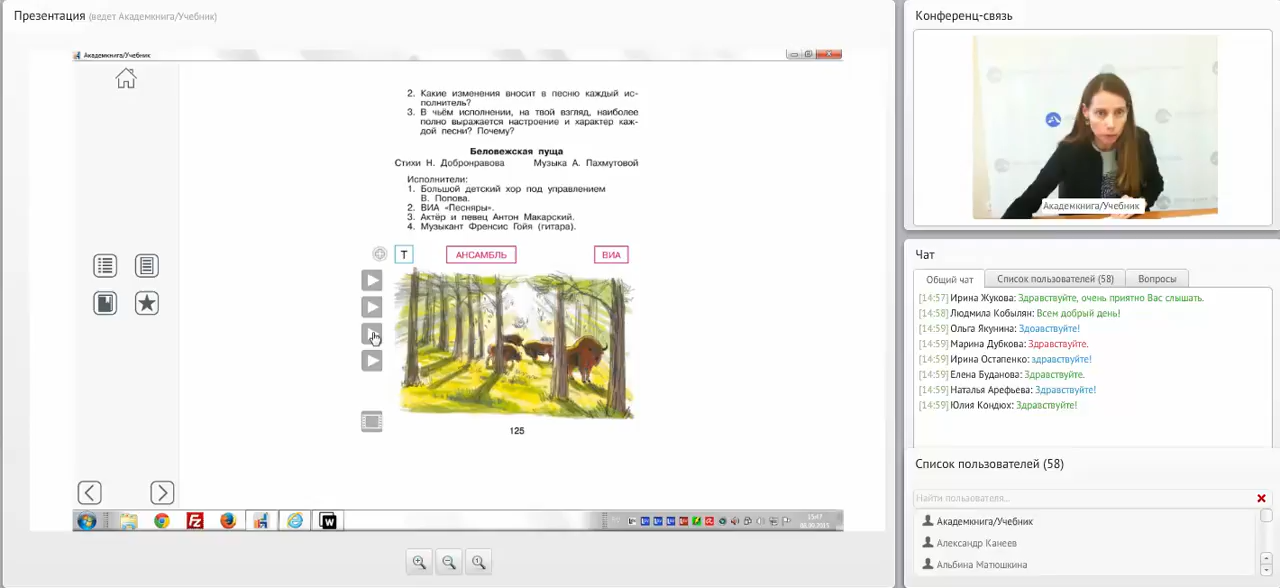 Презентация (ведет Академкнига/Учебник)
Академкнига/Учебник
2. Какие изменения вносит в песню каждый ис-
полнитель?
3. В чьём исполнении, на твой взгляд, наиболее
полно выражается настроение и характер каж-
дой песни? Почему?
Беловежская пуща
Стихи Н. Добронравова Музыка А. Пахмутовой
Исполнители:
1. Большой детский хор под управлением
В. Попова.
2. ВИА «Песняры».
3. Актёр и певец Антон Макарский.
4. Музыкант Френсис Гойя (гитара).
Т АНСАМБЛЬ ВИА
125
15:47
Конференц-связь
Академкнига/Учебник
Чат
Общий чат Список пользователей (58) Вопросы
[14:57] Ирина Жукова: Здравствуйте, очень приятно Вас слышать.
[14:58] Людмила Кобылян: Всем добрый день!
[14:59] Ольга Якунина: Здоавствуйте!
[14:59] Марина Дубкова: Здравствуйте.
[14:59] Ирина Остапенко: здравствуйте!
[14:59] Елена Буданова: Здравствуйте.
[14:59] Наталья Арефьева: Здравствуйте!
[14:59] Юлия Кондюх: Здравствуйте!
Список пользователей (58)
Найти пользователя...
Академкнига/Учебник
Александр Канеев
Альбина Матюшкина